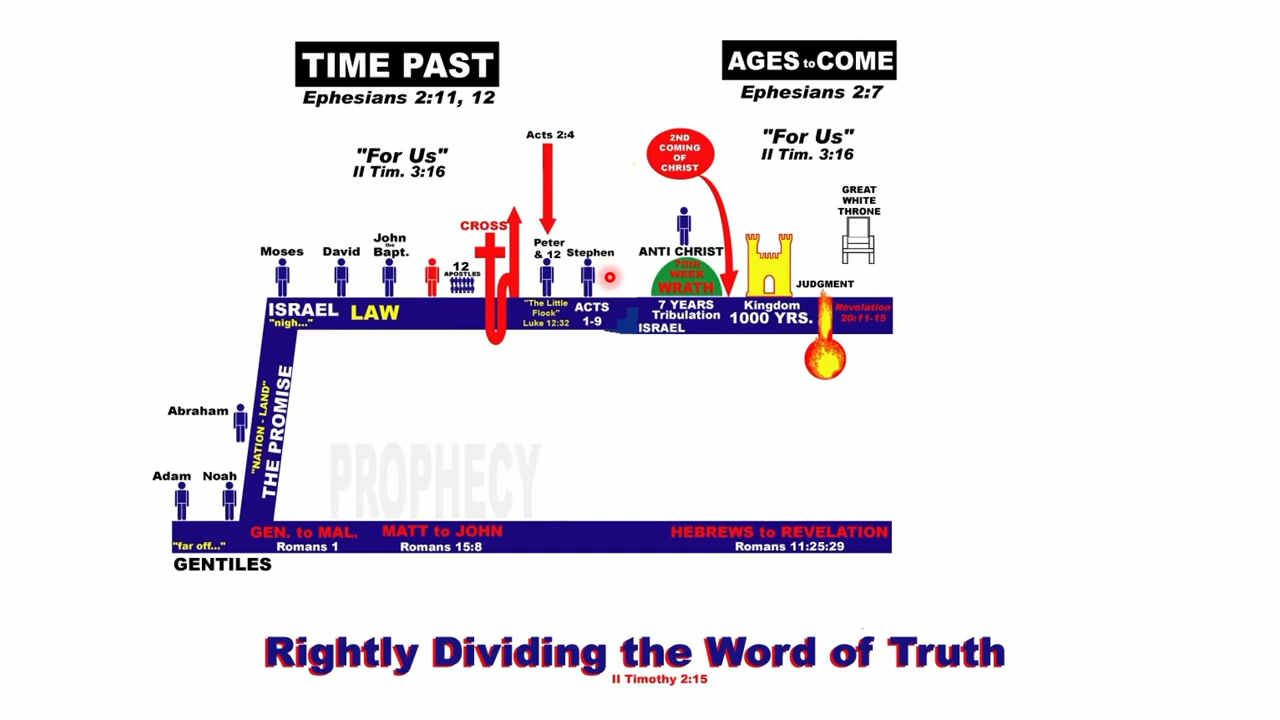 TIME PAST
Ephesians 2:11, 12
AGES to COME
Ephesians 2:7
"For Us"
II Tim. 3:16
Acts 2:4
2ND
COMING
OF
CHRIST
"For Us"
II Tim. 3:16
GREAT
WHITE
THRONE
Moses
David
John
the
Bapt.
12
APOSTLES
CROSS
Peter
& 12
Stephen
ANTI CHRIST
70th
WEEK
WRATH
JUDGMENT
ISRAEL
"nigh..."
LAW
"The Little
Flock"
Luke 12:32
ACTS
1-9
7 YEARS
Tribulation
ISRAEL
Kingdom
1000 YRS.
Revelation
20:11-15
Abraham
"NATION - LAND"
THE PROMISE
PROPHECY
Adam
Noah
"far off..."
GENTILES
GEN. to MAL.
Romans 1
MATT to JOHN
Romans 15:8
HEBREWS to REVELATION
Romans 11:25:29
Rightly Dividing the Word of Truth
II Timothy 2:15